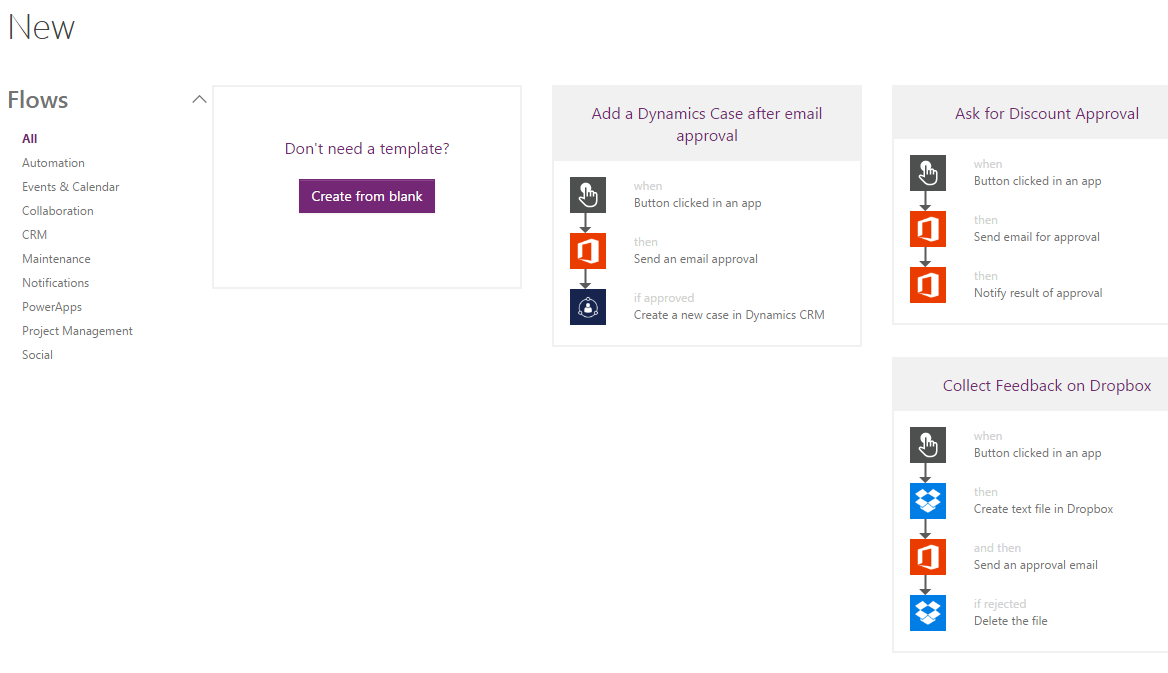 New
Flows
All
Automation
Events & Calendar
Collaboration
CRM
Maintenance
Notifications
PowerApps
Project Management
Social
Don't need a template?
Create from blank
Add a Dynamics Case after email
approval
when
Button clicked in an app
then
Send an email approval
if approved
Create a new case in Dynamics CRM
Ask for Discount Approval
when
Button clicked in an app
then
Send email for approval
then
Notify result of approval
Collect Feedback on Dropbox
when
Button clicked in an app
then
Create text file in Dropbox
and then
Send an approval email
if rejected
Delete the file